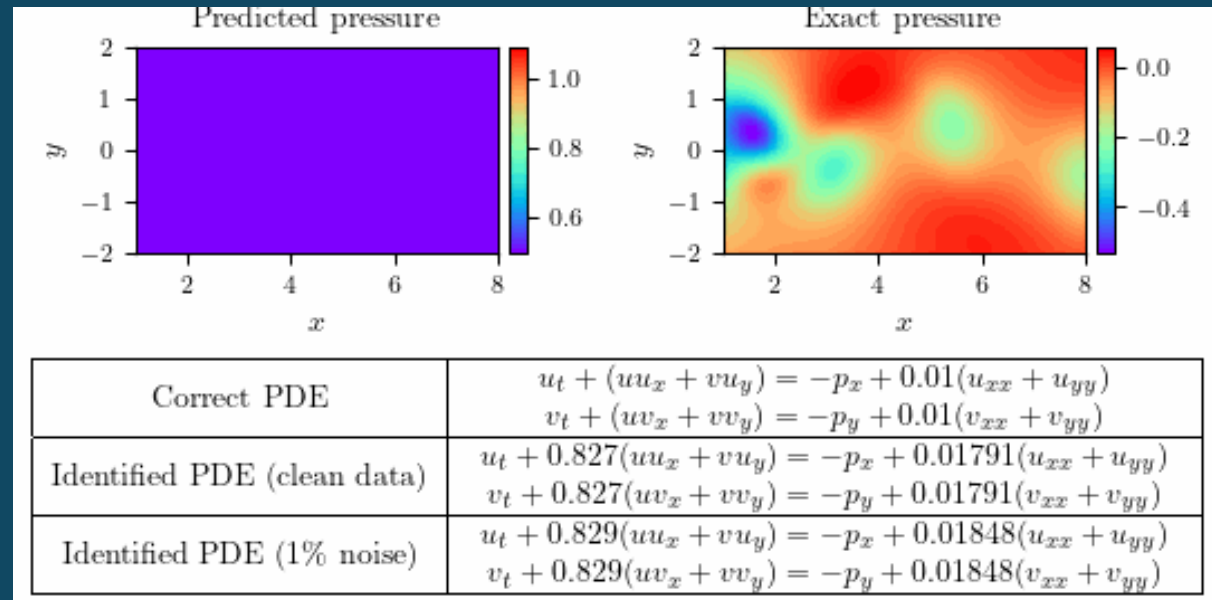 Predicted pressure
Exact pressure
2
1
0
−1
−2
y
2
4
6
8
x
1.0
0.8
0.6
2
1
0
−1
−2
y
2
4
6
8
x
0.0
−0.2
−0.4
Correct PDE
u_t + (uu_x + vu_y) = −p_x + 0.01(u_xx + u_yy)
v_t + (uv_x + vv_y) = −p_y + 0.01(v_xx + v_yy)
Identified PDE (clean data)
u_t + 0.827(uu_x + vu_y) = −p_x + 0.01791(u_xx + u_yy)
v_t + 0.827(uv_x + vv_y) = −p_y + 0.01791(v_xx + v_yy)
Identified PDE (1% noise)
u_t + 0.829(uu_x + vu_y) = −p_x + 0.01848(u_xx + u_yy)
v_t + 0.829(uv_x + vv_y) = −p_y + 0.01848(v_xx + v_yy)